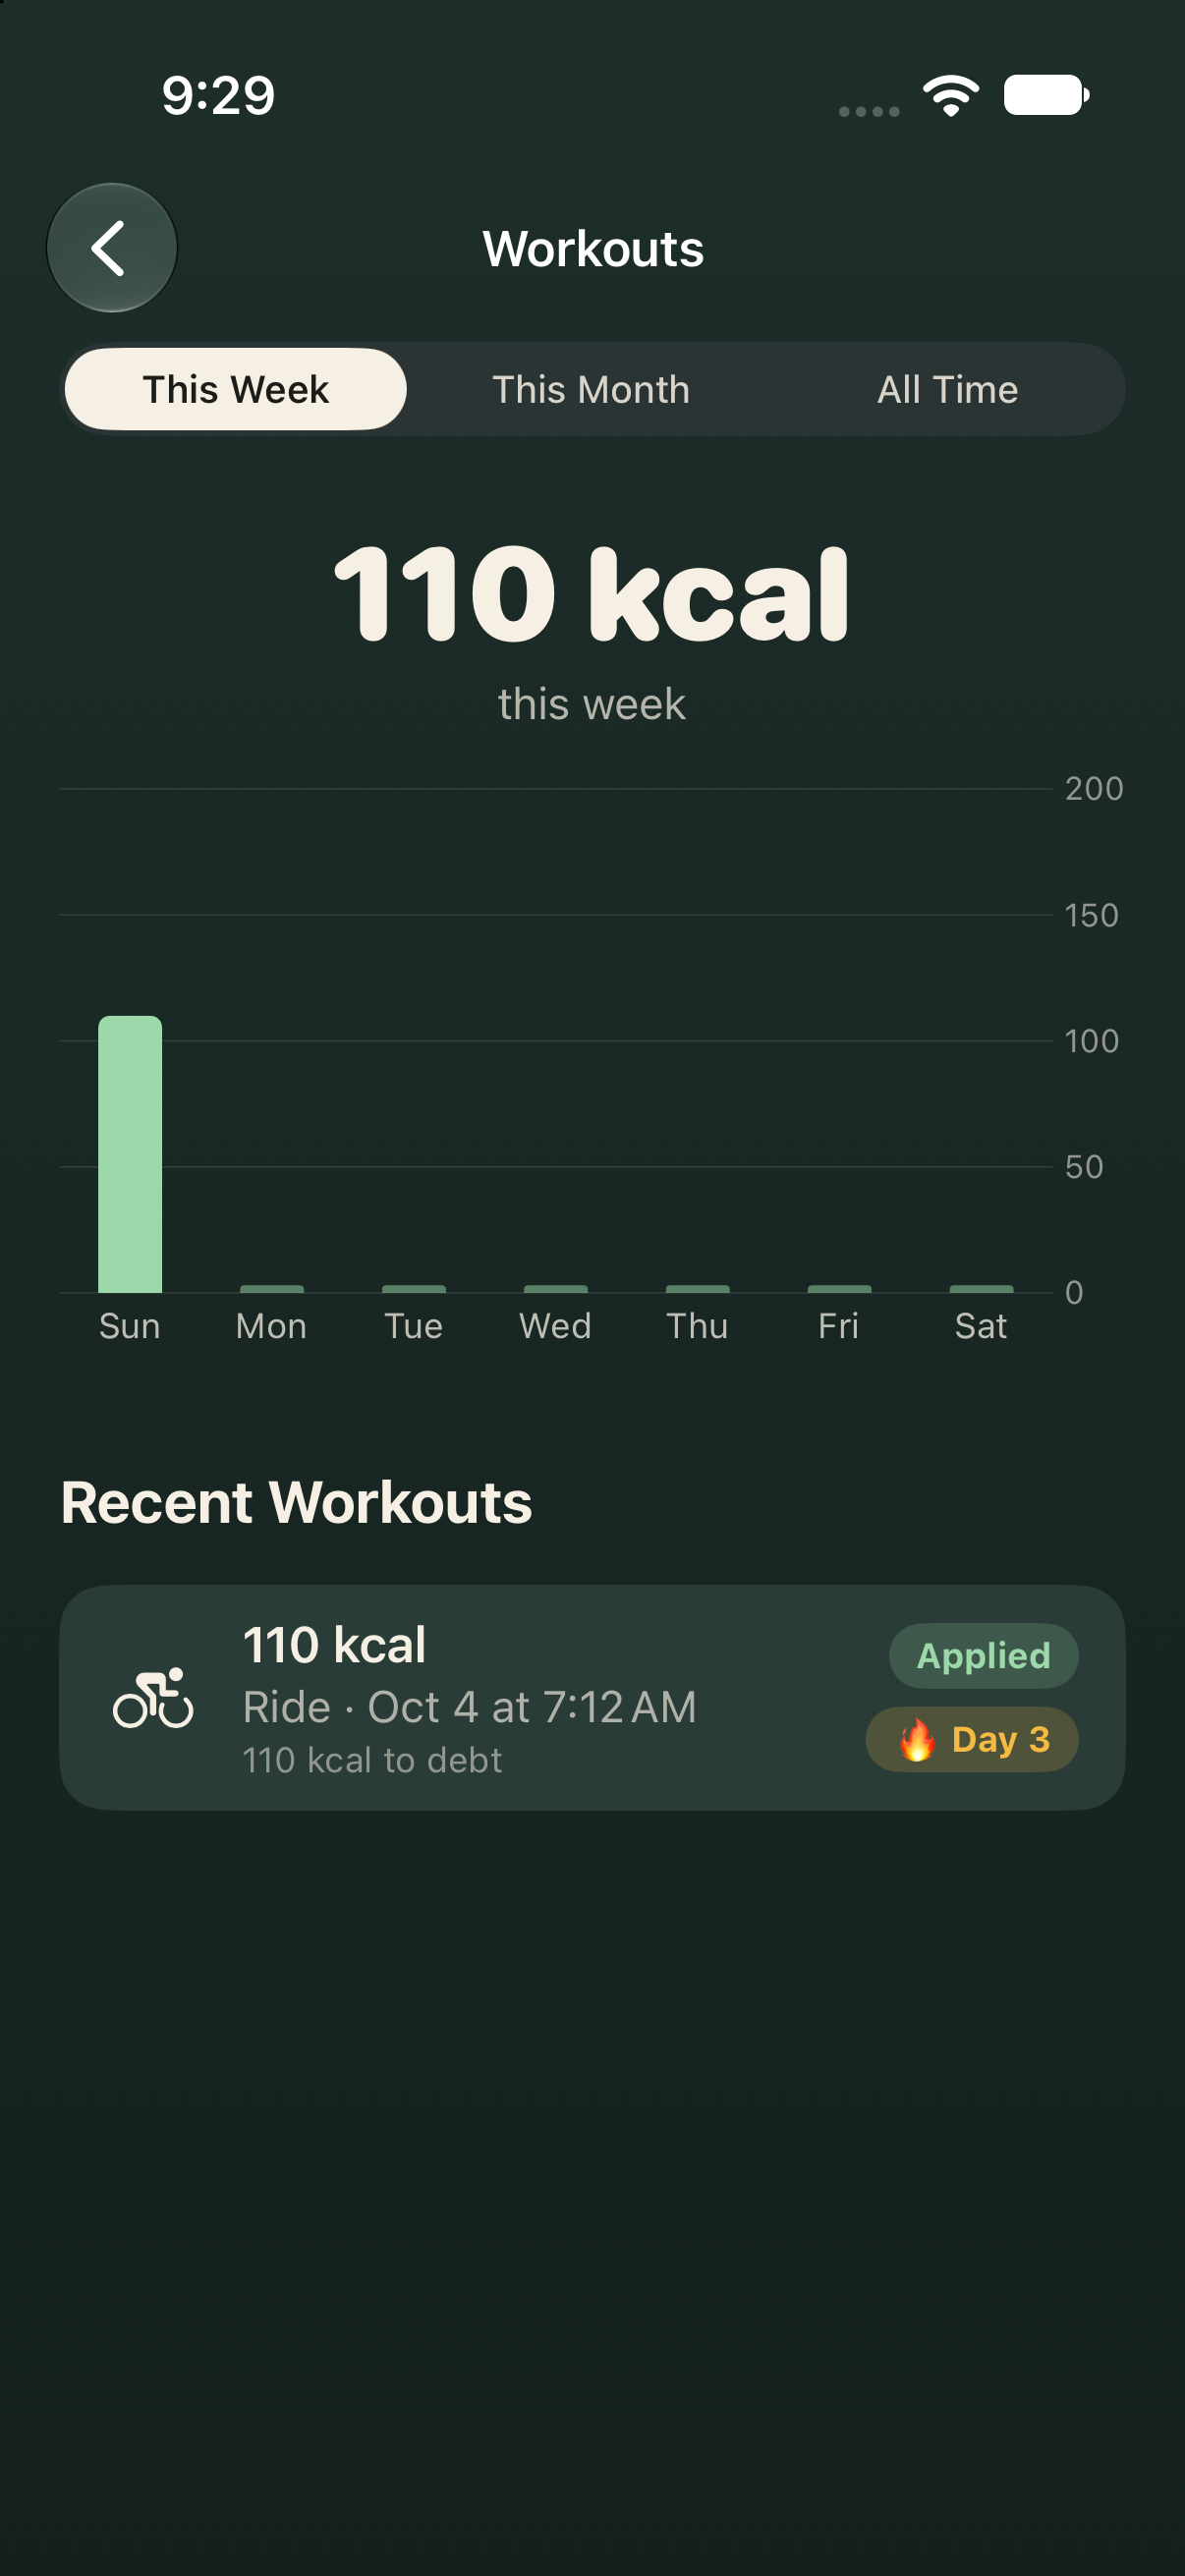 9:29
Workouts
This Week
This Month
All Time
110 kcal
this week
200
150
100
50
0
Sun Mon Tue Wed Thu Fri Sat
Recent Workouts
110 kcal
Ride · Oct 4 at 7:12 AM
110 kcal to debt
Applied
🔥 Day 3